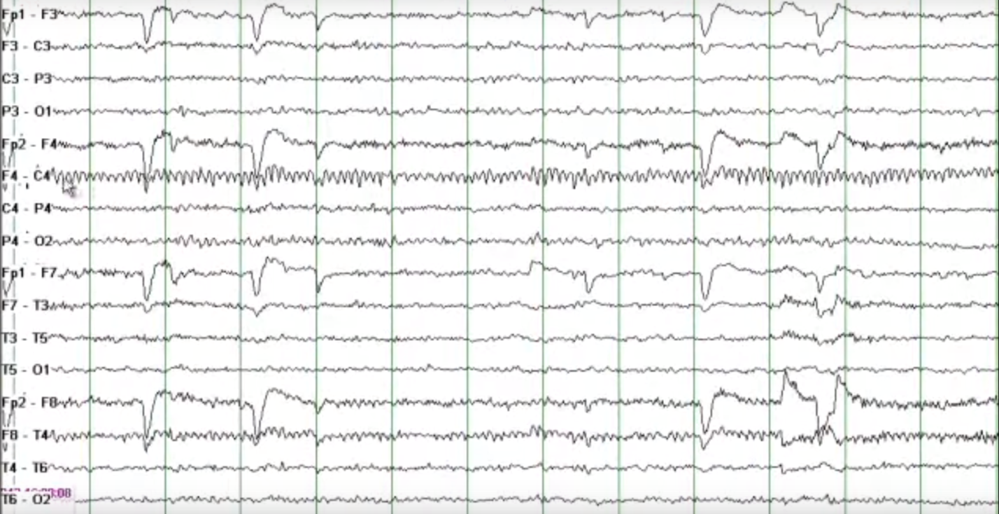 Fp1 - F3
F3 - C3
C3 - P3
P3 - O1
Fp2 - F4
F4 - C4
C4 - P4
P4 - O2
Fp1 - F7
F7 - T3
T3 - T5
T5 - O1
Fp2 - F8
F8 - T4
T4 - T6
T6 - O2